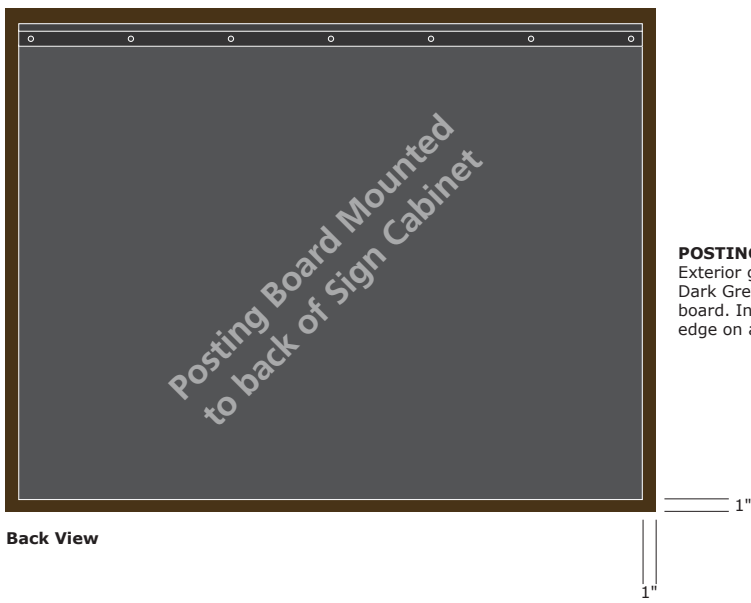 Posting Board Mounted
to back of Sign Cabinet
POSTING
Exterior g
Dark Gre
board. In
edge on a
1"
Back View
1"